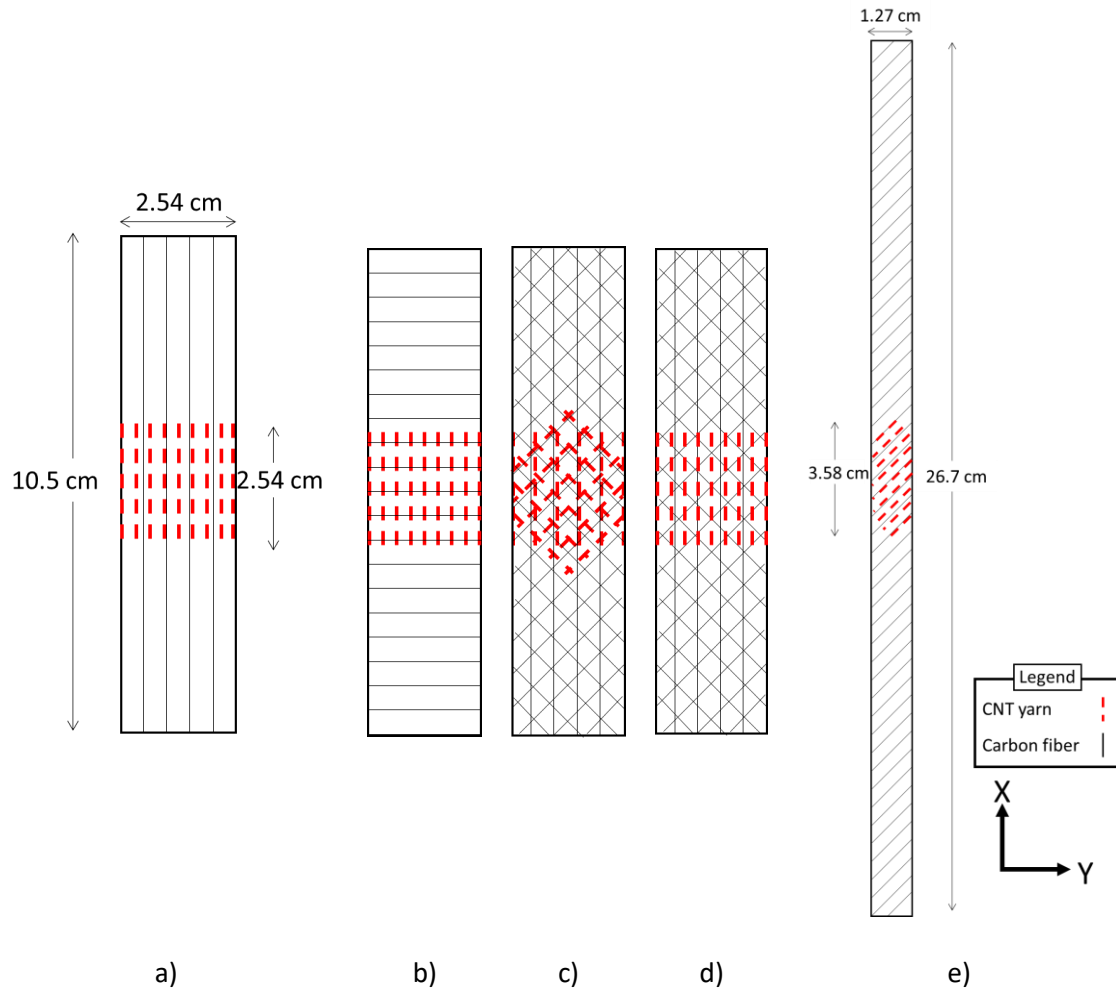 1.27 cm
2.54 cm
10.5 cm
2.54 cm
3.58 cm
26.7 cm
Legend
CNT yarn
Carbon fiber
X
Y
a)
b)
c)
d)
e)